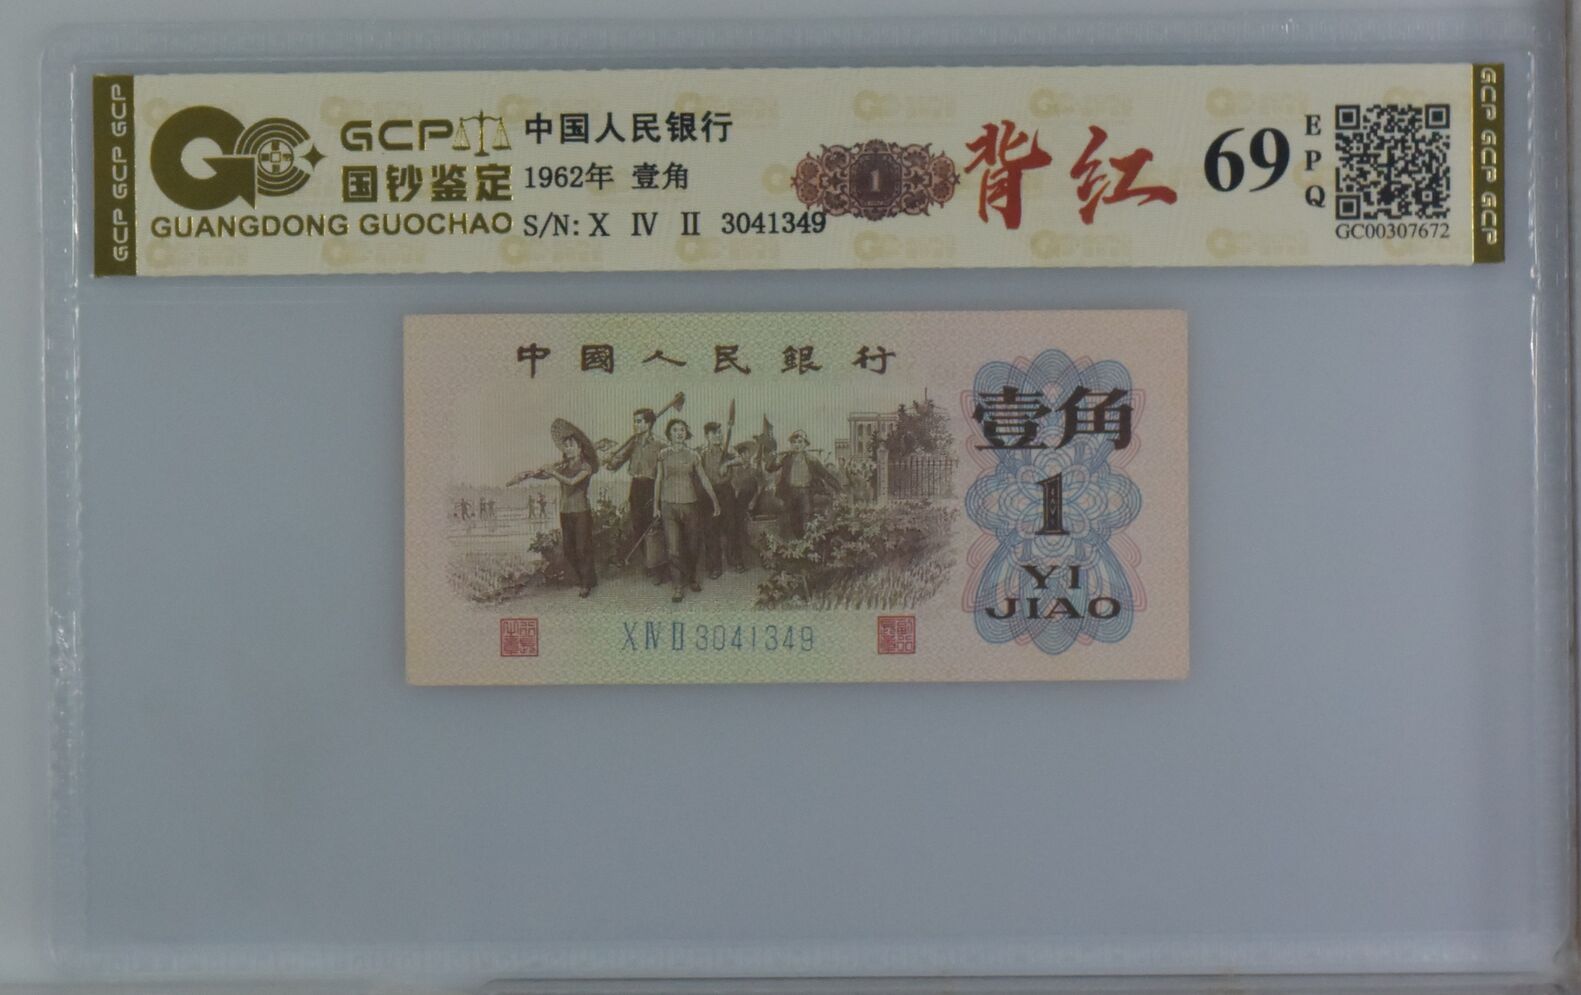 GCP GCP GCP
GCP
国钞鉴定
GUANGDONG GUOCHAO
中国人民银行
1962年 壹角
S/N: X Ⅳ Ⅱ 3041349
1
背红
69
EPQ
GC00307672
GCP GCP GCP
中國人民銀行
壹角
1
YI
JIAO
X Ⅳ Ⅱ 3041349